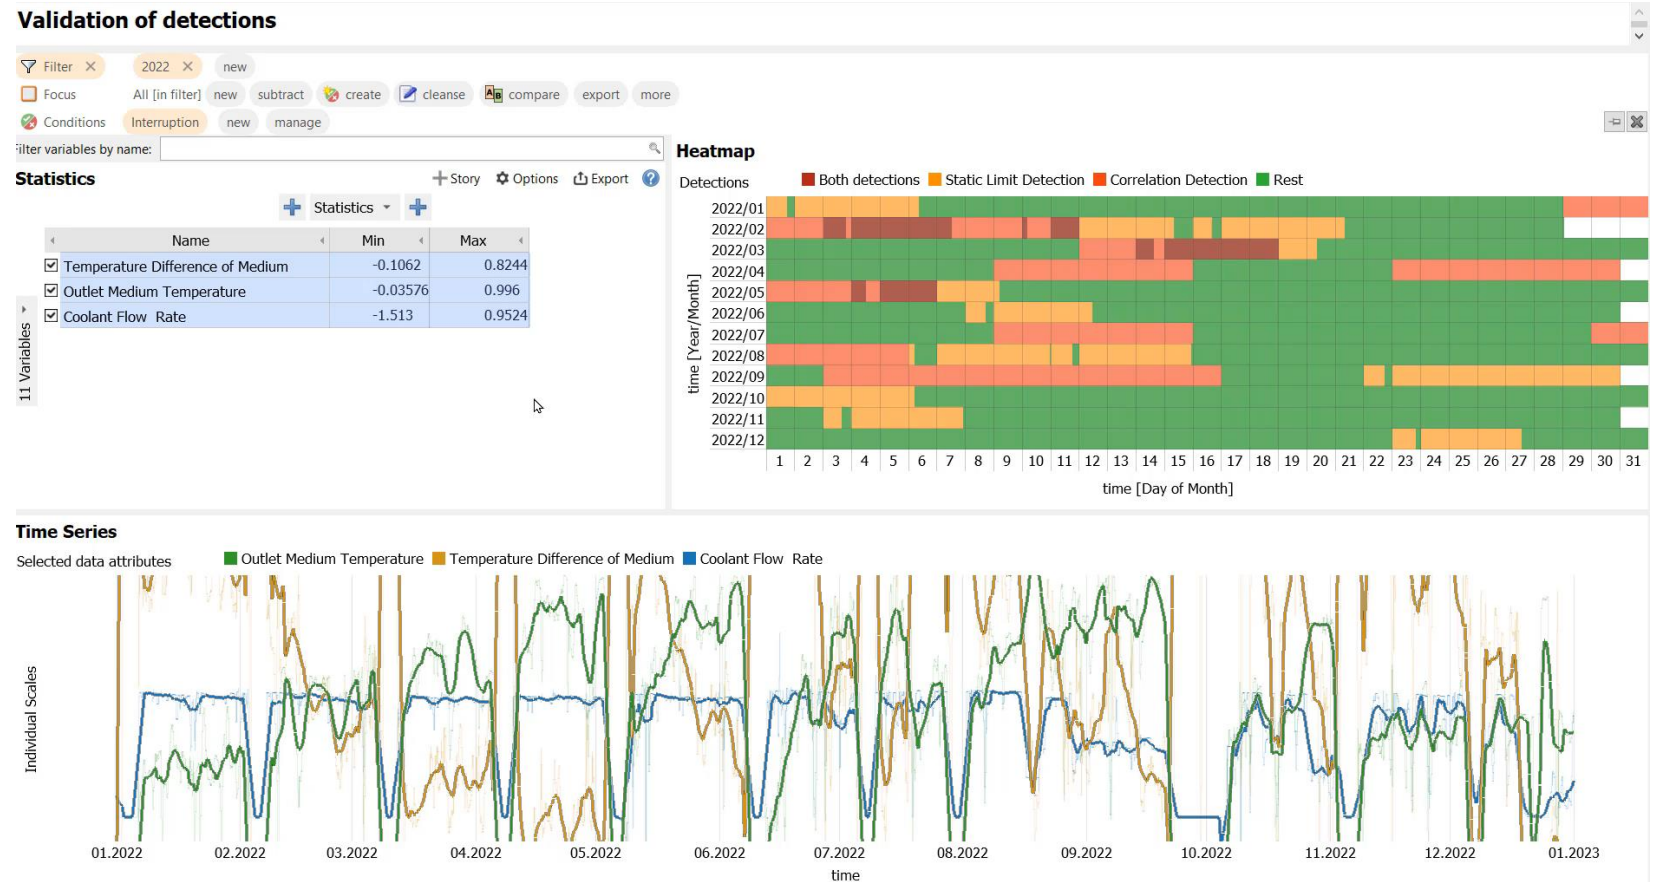 Validation of detections
Filter 2022 new
Focus All [in filter] new subtract create cleanse AB compare export more
Conditions Interruption new manage
Filter variables by name:
Statistics + Story Options Export ?
Statistics
Name Min Max
Temperature Difference of Medium -0.1062 0.8244
Outlet Medium Temperature -0.03576 0.996
Coolant Flow Rate -1.513 0.9524
11 Variables
Heatmap
Detections Both detections Static Limit Detection Correlation Detection Rest
time [Year/Month]
2022/01
2022/02
2022/03
2022/04
2022/05
2022/06
2022/07
2022/08
2022/09
2022/10
2022/11
2022/12
1 2 3 4 5 6 7 8 9 10 11 12 13 14 15 16 17 18 19 20 21 22 23 24 25 26 27 28 29 30 31
time [Day of Month]
Time Series
Selected data attributes Outlet Medium Temperature Temperature Difference of Medium Coolant Flow Rate
Individual Scales
01.2022 02.2022 03.2022 04.2022 05.2022 06.2022 07.2022 08.2022 09.2022 10.2022 11.2022 12.2022 01.2023
time